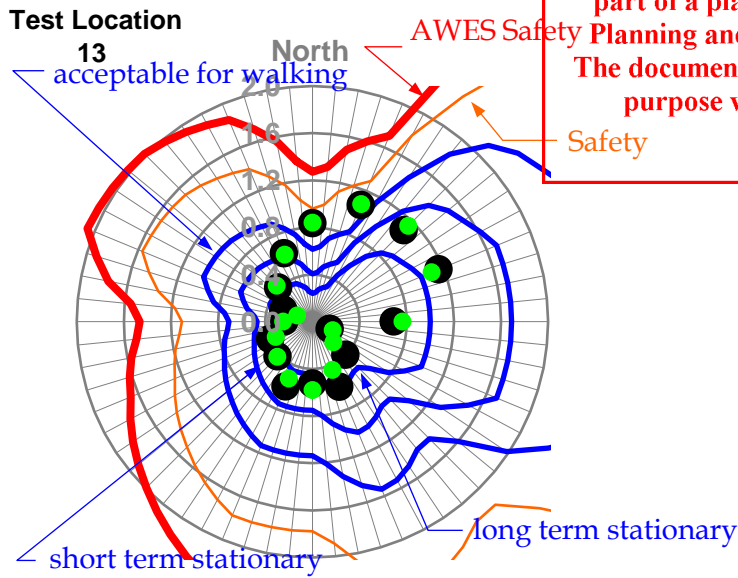 Test Location
13
North
AWES Safety
part of a pla
Planning and
The documen
purpose v
acceptable for walking
Safety
2.0
1.6
1.2
0.8
0.4
0.0
long term stationary
short term stationary